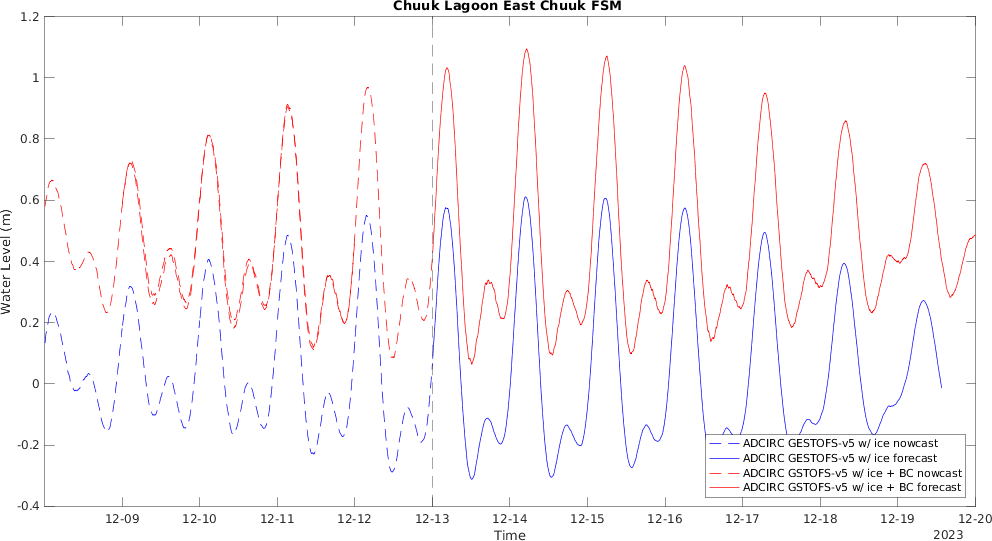 Chuuk Lagoon East Chuuk FSM
Water Level (m)
1.2
1
0.8
0.6
0.4
0.2
0
-0.2
-0.4
12-09 12-10 12-11 12-12 12-13 12-14 12-15 12-16 12-17 12-18 12-19 12-20
Time
2023
ADCIRC GESTOFS-v5 w/ ice nowcast
ADCIRC GESTOFS-v5 w/ ice forecast
ADCIRC GSTOFS-v5 w/ ice + BC nowcast
ADCIRC GSTOFS-v5 w/ ice + BC forecast